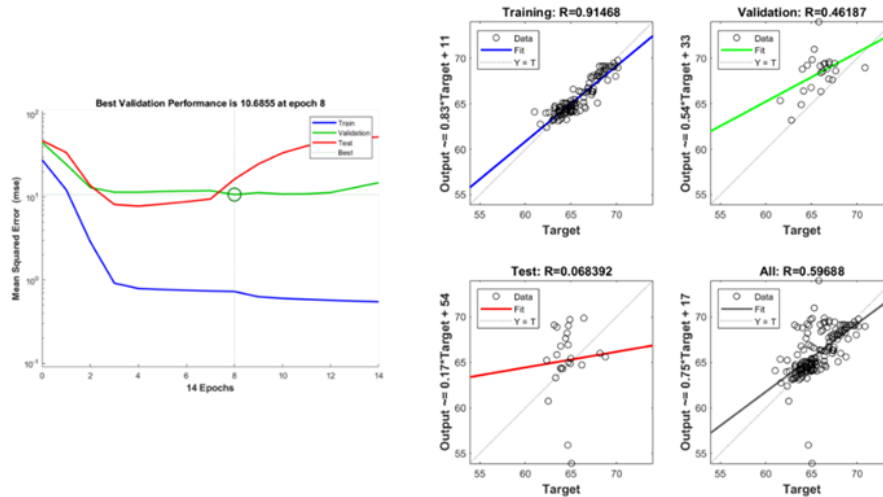 Best Validation Performance is 10.6855 at epoch 8
Train
Validation
Test
Best
Mean Squared Error (mse)
10^2
10^1
10^0
10^-1
0 2 4 6 8 10 12 14
14 Epochs
Training: R=0.91468
Data
Fit
Y = T
Output ~= 0.83*Target + 11
70
65
60
55
55 60 65 70
Target
Validation: R=0.46187
Data
Fit
Y = T
Output ~= 0.54*Target + 33
70
65
60
55
55 60 65 70
Target
Test: R=0.068392
Data
Fit
Y = T
Output ~= 0.17*Target + 54
70
65
60
55
55 60 65 70
Target
All: R=0.59688
Data
Fit
Y = T
Output ~= 0.75*Target + 17
70
65
60
55
55 60 65 70
Target